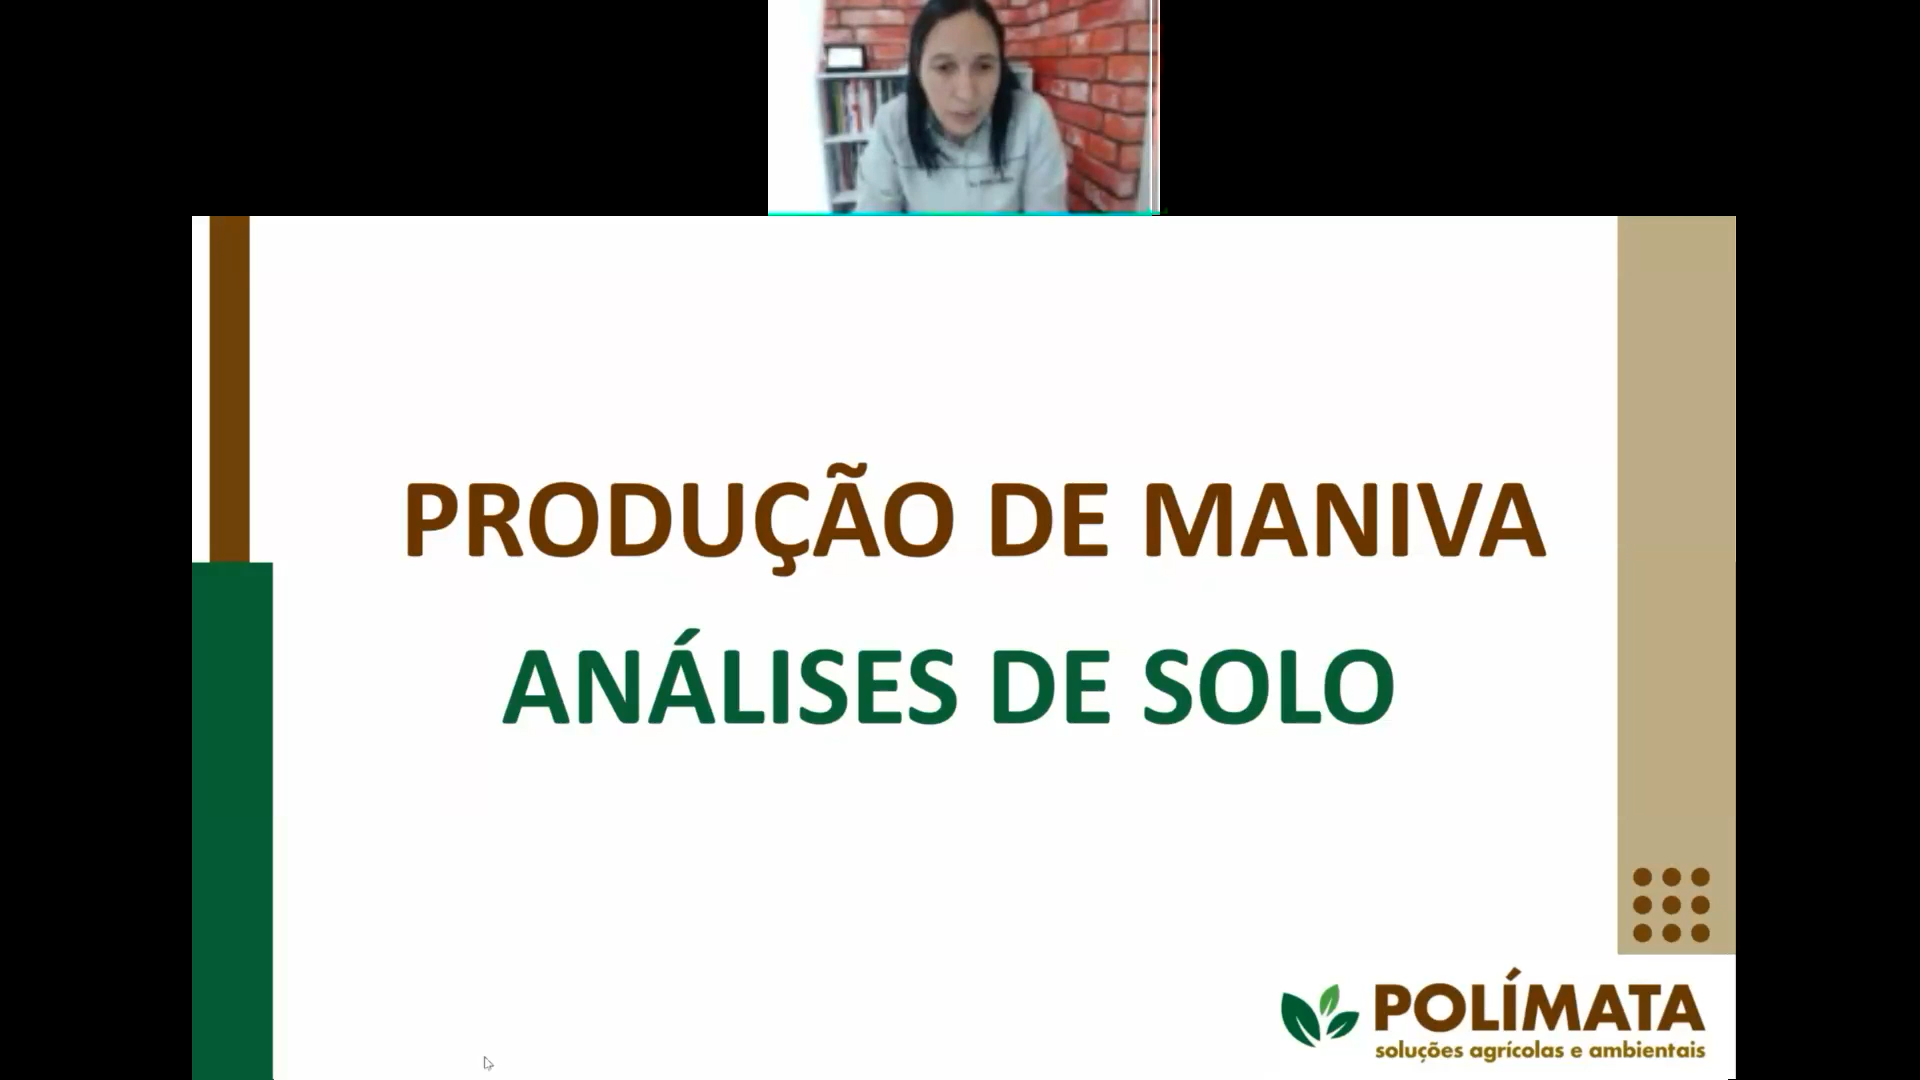 PRODUÇÃO DE MANIVA
ANÁLISES DE SOLO
POLÍMATA
soluções agrícolas e ambientais